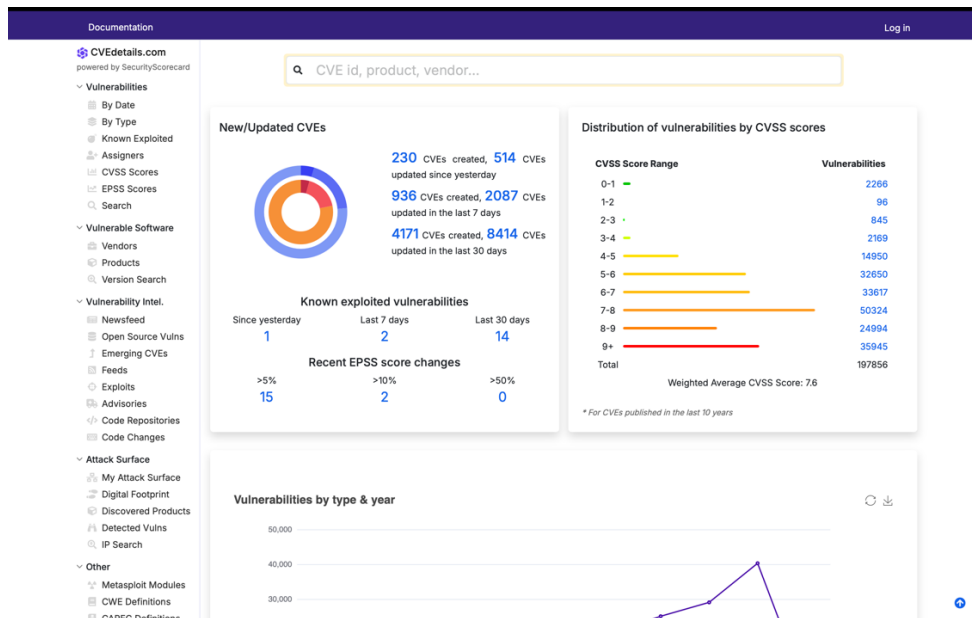 Documentation
Log in
CVEdetails.com
powered by SecurityScorecard
Vulnerabilities
By Date
By Type
Known Exploited
Assigners
CVSS Scores
EPSS Scores
Search
Vulnerable Software
Vendors
Products
Version Search
Vulnerability Intel.
Newsfeed
Open Source Vulns
Emerging CVEs
Feeds
Exploits
Advisories
Code Repositories
Code Changes
Attack Surface
My Attack Surface
Digital Footprint
Discovered Products
Detected Vulns
IP Search
Other
Metasploit Modules
CWE Definitions
CAPEC Definitions
CVE id, product, vendor...
New/Updated CVEs
230 CVEs created, 514 CVEs
updated since yesterday
936 CVEs created, 2087 CVEs
updated in the last 7 days
4171 CVEs created, 8414 CVEs
updated in the last 30 days
Known exploited vulnerabilities
Since yesterday Last 7 days Last 30 days
1 2 14
Recent EPSS score changes
>5% >10% >50%
15 2 0
Distribution of vulnerabilities by CVSS scores
CVSS Score Range Vulnerabilities
0-1 2266
1-2 96
2-3 845
3-4 2169
4-5 14950
5-6 32650
6-7 33617
7-8 50324
8-9 24994
9+ 35945
Total 197856
Weighted Average CVSS Score: 7.6
* For CVEs published in the last 10 years
Vulnerabilities by type & year
50,000
40,000
30,000